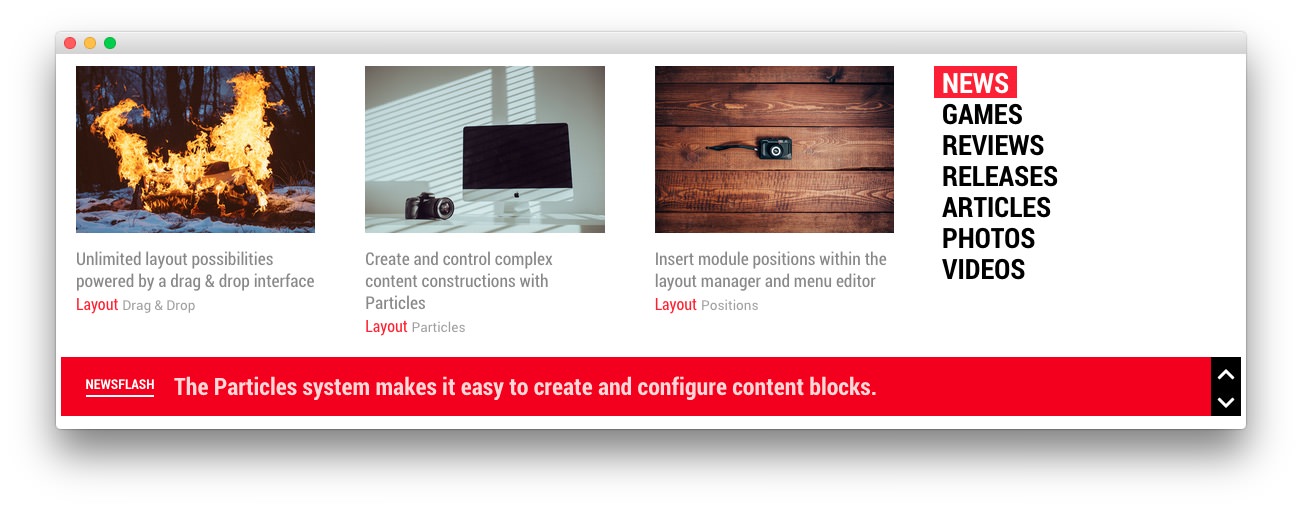 Unlimited layout possibilities
powered by a drag & drop interface
Layout Drag & Drop
Create and control complex
content constructions with
Particles
Layout Particles
Insert module positions within the
layout manager and menu editor
Layout Positions
NEWS
GAMES
REVIEWS
RELEASES
ARTICLES
PHOTOS
VIDEOS
NEWSFLASH The Particles system makes it easy to create and configure content blocks.